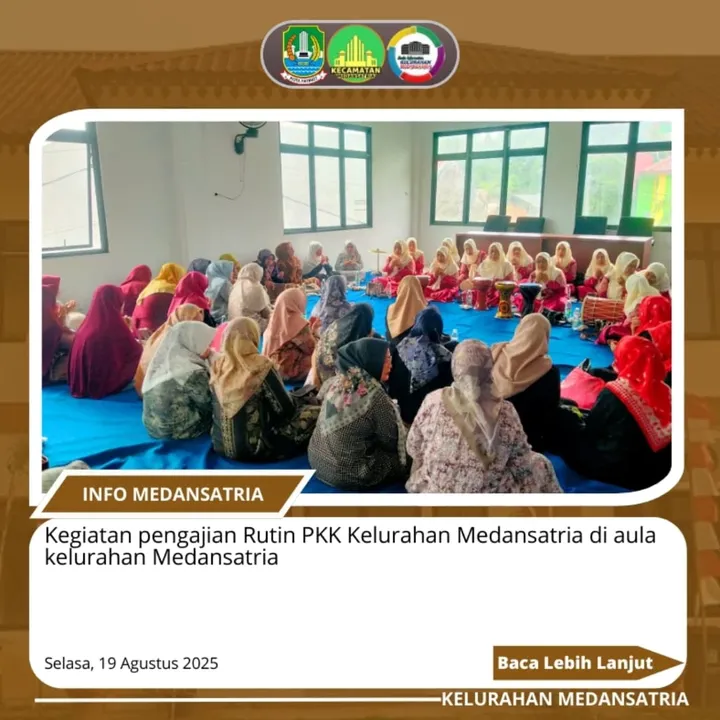 KECAMATAN
INFO MEDANSATRIA
Kegiatan pengajian Rutin PKK Kelurahan Medansatria di aula
kelurahan Medansatria
Selasa, 19 Agustus 2025
Baca Lebih Lanjut
KELURAHAN MEDANSATRIA